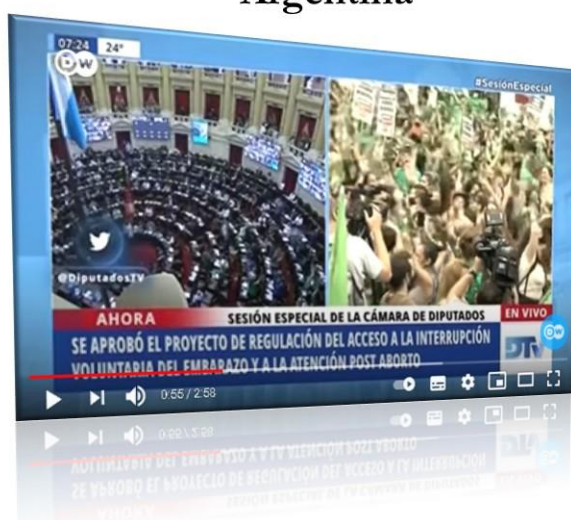 Argentina
07:24 24°
DW
#SesiónEspecial
@DiputadosTV
AHORA SESIÓN ESPECIAL DE LA CÁMARA DE DIPUTADOS EN VIVO
SE APROBÓ EL PROYECTO DE REGULACIÓN DEL ACCESO A LA INTERRUPCIÓN
VOLUNTARIA DEL EMBARAZO Y A LA ATENCIÓN POST ABORTO
DTV
DW
0:55 / 2:58